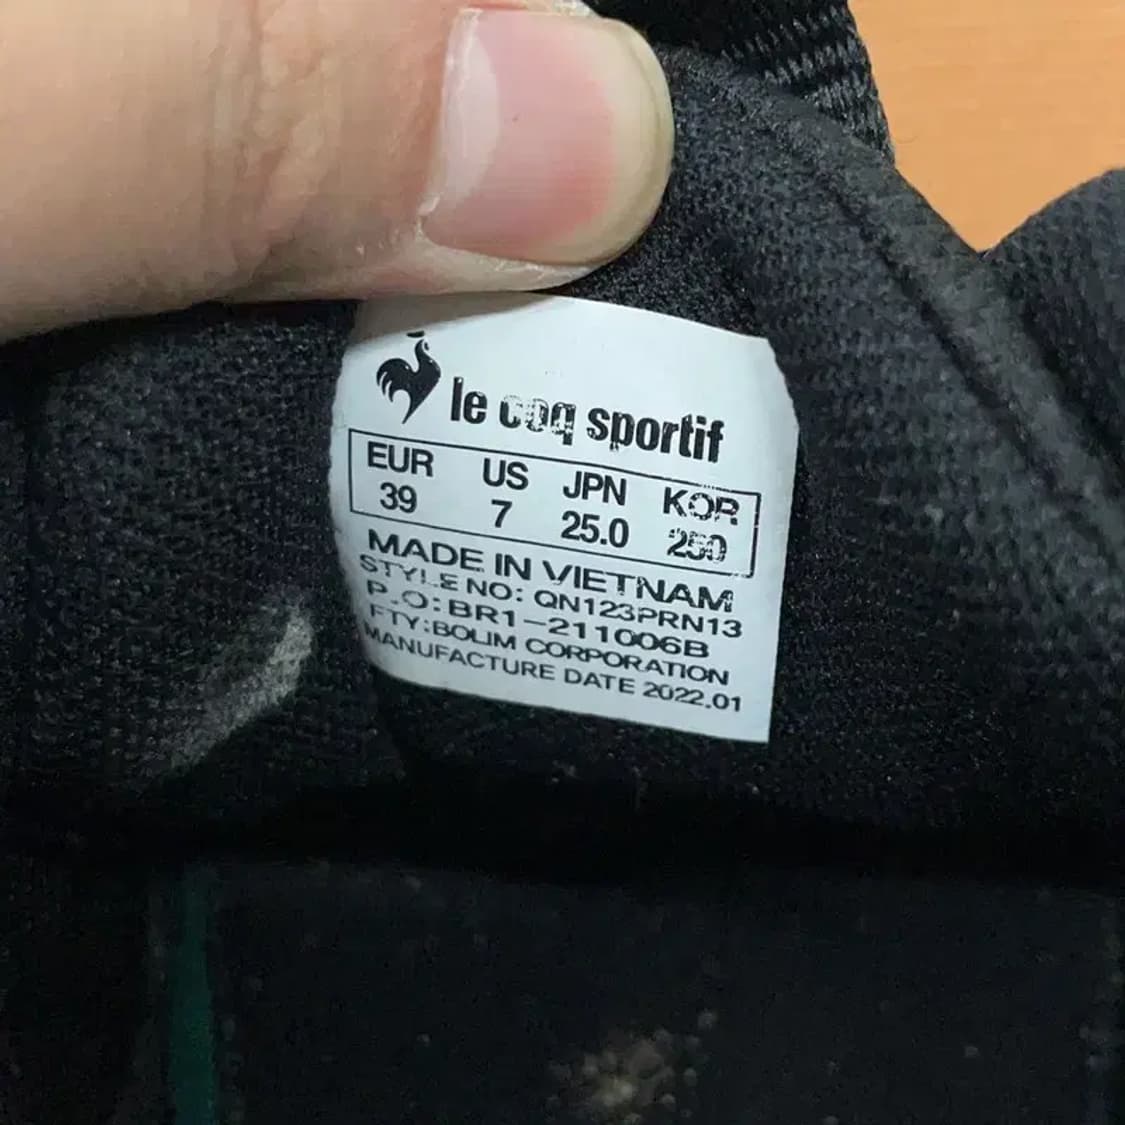 le coq sportif
EUR US JPN KOR
39 7 25.0 250
MADE IN VIETNAM
STYLE NO: QN123PRN13
P.O:BR1-211006B
FTY:BOLIM CORPORATION
MANUFACTURE DATE 2022.01